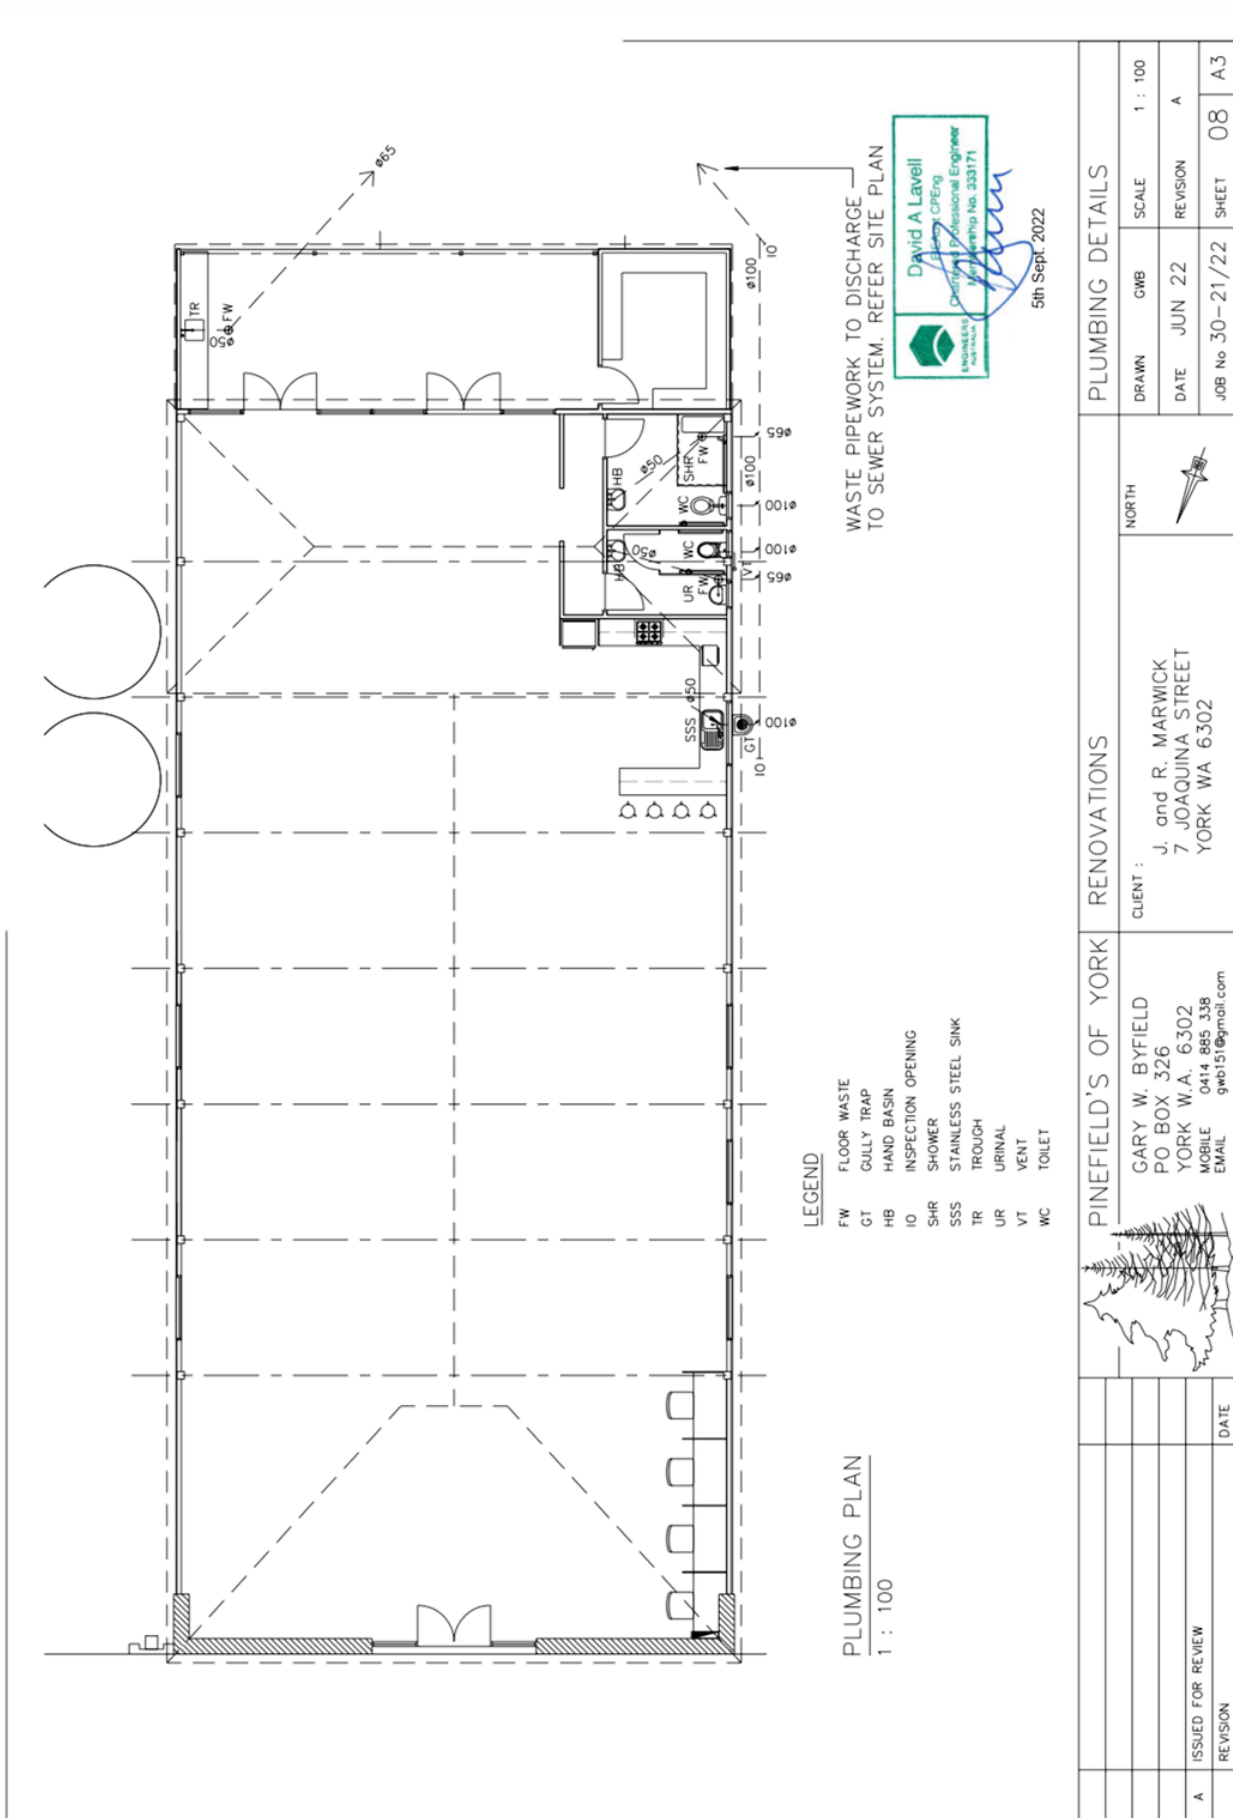 TR
ø50
FW
ø65
HB
ø50
SHR
FW
WC
HB
ø50
WC
UR
FW
VT
SSS
ø50
GT
IO
ø100
ø65
ø100
ø100
ø100
ø65
ø100
IO
WASTE PIPEWORK TO DISCHARGE
TO SEWER SYSTEM. REFER SITE PLAN
ENGINEERS
AUSTRALIA
David A Lavell
CPEng
Chartered Professional Engineer
Membership No. 333171
5th Sept. 2022
LEGEND
FW FLOOR WASTE
GT GULLY TRAP
HB HAND BASIN
IO INSPECTION OPENING
SHR SHOWER
SSS STAINLESS STEEL SINK
TR TROUGH
UR URINAL
VT VENT
WC TOILET
PLUMBING PLAN
1 : 100
A ISSUED FOR REVIEW
REVISION DATE
PINEFIELD'S OF YORK
GARY W. BYFIELD
PO BOX 326
YORK W.A. 6302
MOBILE 0414 885 338
EMAIL gwb151@gmail.com
RENOVATIONS
CLIENT :
J. and R. MARWICK
7 JOAQUINA STREET
YORK WA 6302
NORTH
PLUMBING DETAILS
DRAWN GWB SCALE 1 : 100
DATE JUN 22 REVISION A
JOB No 30-21/22 SHEET 08 A3